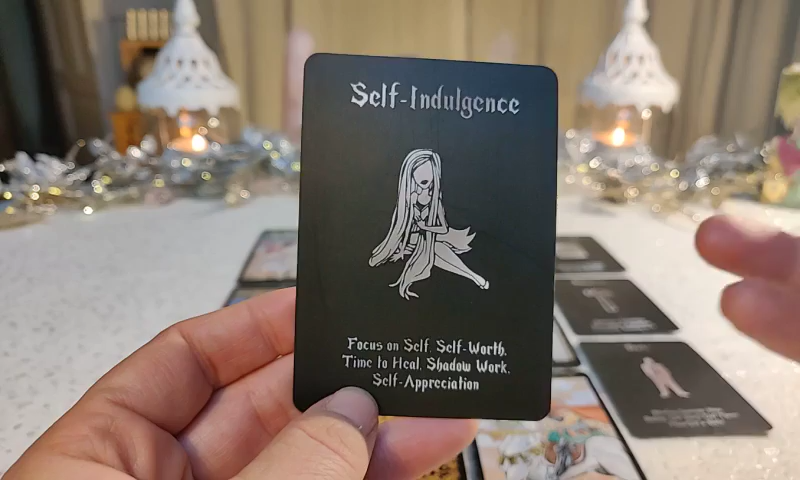 Self-Indulgence
Focus on Self, Self-Worth,
Time to Heal, Shadow Work,
Self-Appreciation